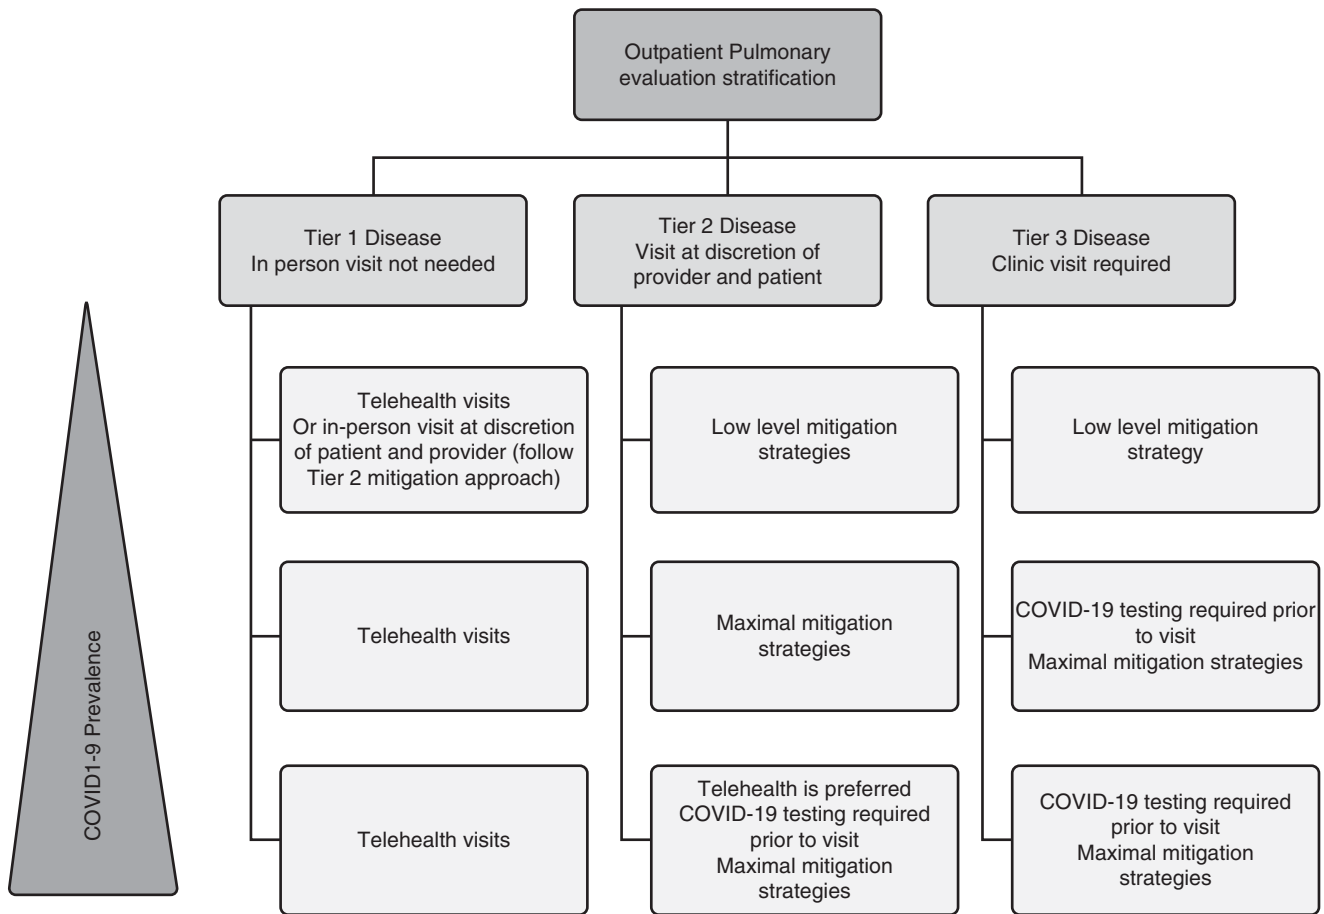 Outpatient Pulmonary
evaluation stratification
Tier 1 Disease
In person visit not needed
Tier 2 Disease
Visit at discretion of
provider and patient
Tier 3 Disease
Clinic visit required
COVID1-9 Prevalence
Telehealth visits
Or in-person visit at discretion
of patient and provider (follow
Tier 2 mitigation approach)
Low level mitigation
strategies
Low level mitigation
strategy
Telehealth visits
Maximal mitigation
strategies
COVID-19 testing required prior
to visit
Maximal mitigation strategies
Telehealth visits
Telehealth is preferred
COVID-19 testing required
prior to visit
Maximal mitigation
strategies
COVID-19 testing required
prior to visit
Maximal mitigation
strategies